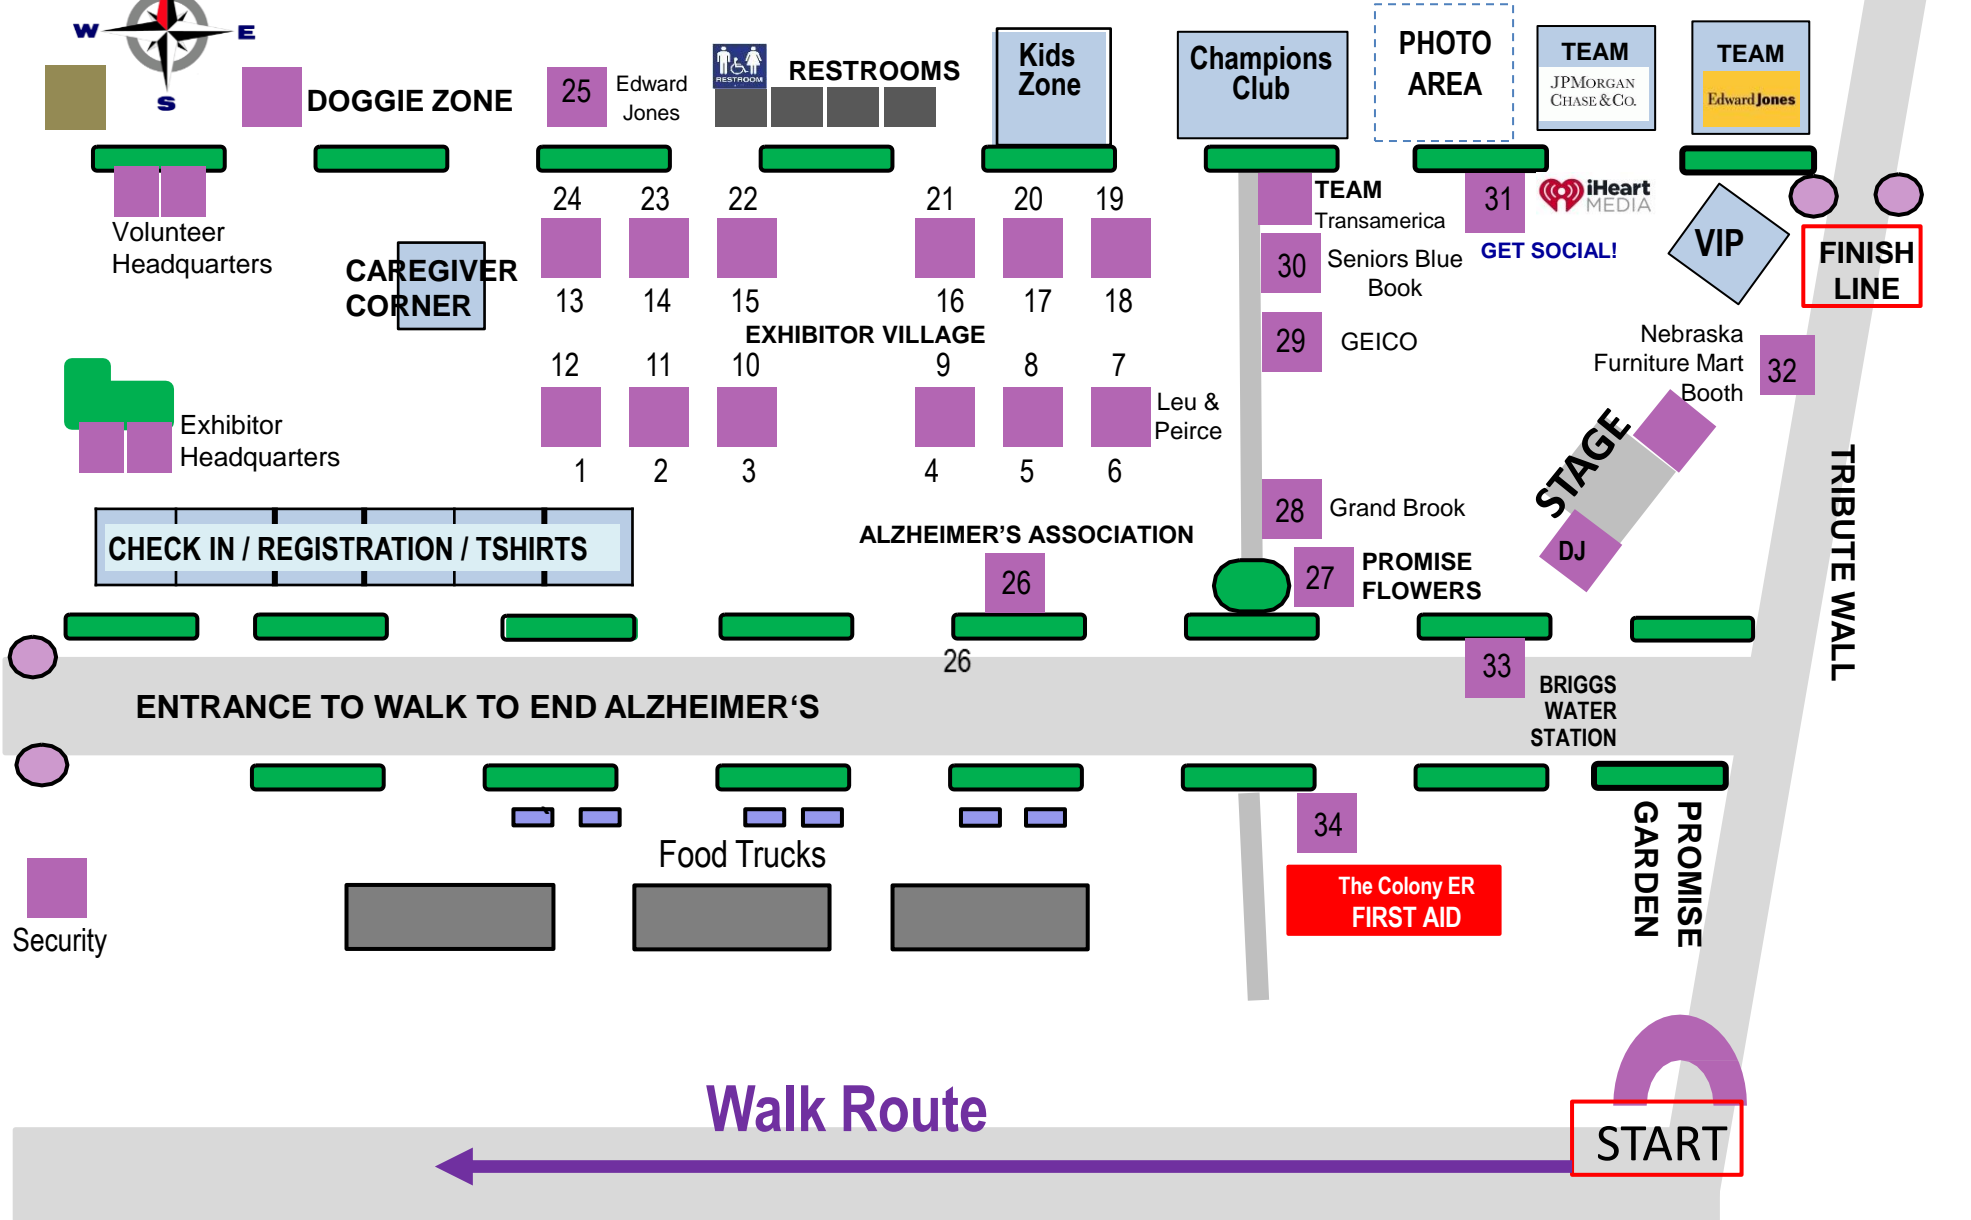 W
E
S
DOGGIE ZONE
25
Edward
Jones
RESTROOM
RESTROOMS
Kids
Zone
Champions
Club
PHOTO
AREA
TEAM
JPMORGAN
CHASE & CO.
TEAM
Edward Jones
Volunteer
Headquarters
CAREGIVER
CORNER
24 23 22 21 20 19
13 14 15 16 17 18
EXHIBITOR VILLAGE
12 11 10 9 8 7
Leu &
Peirce
1 2 3 4 5 6
TEAM
Transamerica
31
iHeart
MEDIA
GET SOCIAL!
30
Seniors Blue
Book
29
GEICO
VIP
FINISH
LINE
Nebraska
Furniture Mart
Booth
32
STAGE
DJ
TRIBUTE WALL
Exhibitor
Headquarters
CHECK IN / REGISTRATION / TSHIRTS
ALZHEIMER'S ASSOCIATION
26
28
Grand Brook
27
PROMISE
FLOWERS
26
ENTRANCE TO WALK TO END ALZHEIMER‘S
33
BRIGGS
WATER
STATION
Food Trucks
34
The Colony ER
FIRST AID
PROMISE
GARDEN
Security
Walk Route
START